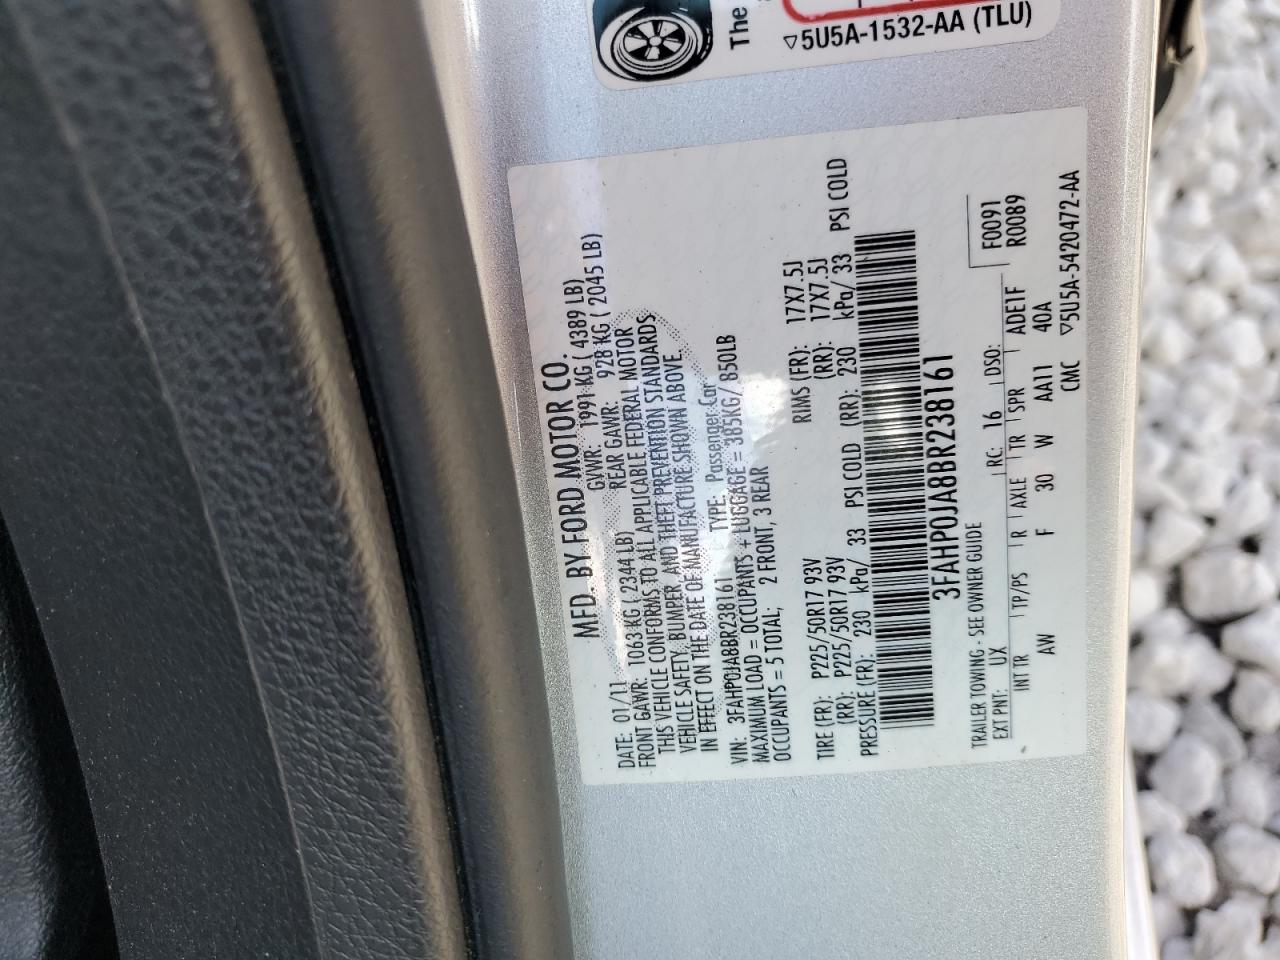 The
▽5U5A-1532-AA (TLU)
MFD. BY FORD MOTOR CO.
DATE: 01/11 GVWR: 1991 KG ( 4389 LB)
FRONT GAWR: 1063 KG ( 2344 LB) REAR GAWR: 928 KG ( 2045 LB)
THIS VEHICLE CONFORMS TO ALL APPLICABLE FEDERAL MOTOR
VEHICLE SAFETY, BUMPER, AND THEFT PREVENTION STANDARDS
IN EFFECT ON THE DATE OF MANUFACTURE SHOWN ABOVE.
VIN: 3FAHP0JA8BR238161 TYPE: Passenger Car
MAXIMUM LOAD = OCCUPANTS + LUGGAGE = 385KG/ 850LB
OCCUPANTS = 5 TOTAL; 2 FRONT, 3 REAR
TIRE (FR): P225/50R17 93V RIMS (FR): 17X7.5J
(RR): P225/50R17 93V (RR): 17X7.5J
PRESSURE (FR): 230 kPa/ 33 PSI COLD (RR): 230 kPa/ 33 PSI COLD
3FAHP0JA8BR238161
TRAILER TOWING - SEE OWNER GUIDE F0091
EXT PNT: UX RC: 16 DSO: R0089
INT TR TP/PS R AXLE TR SPR ADE1F
AW F 30 W AA11 40A
CMC ▽5U5A-5420472-AA